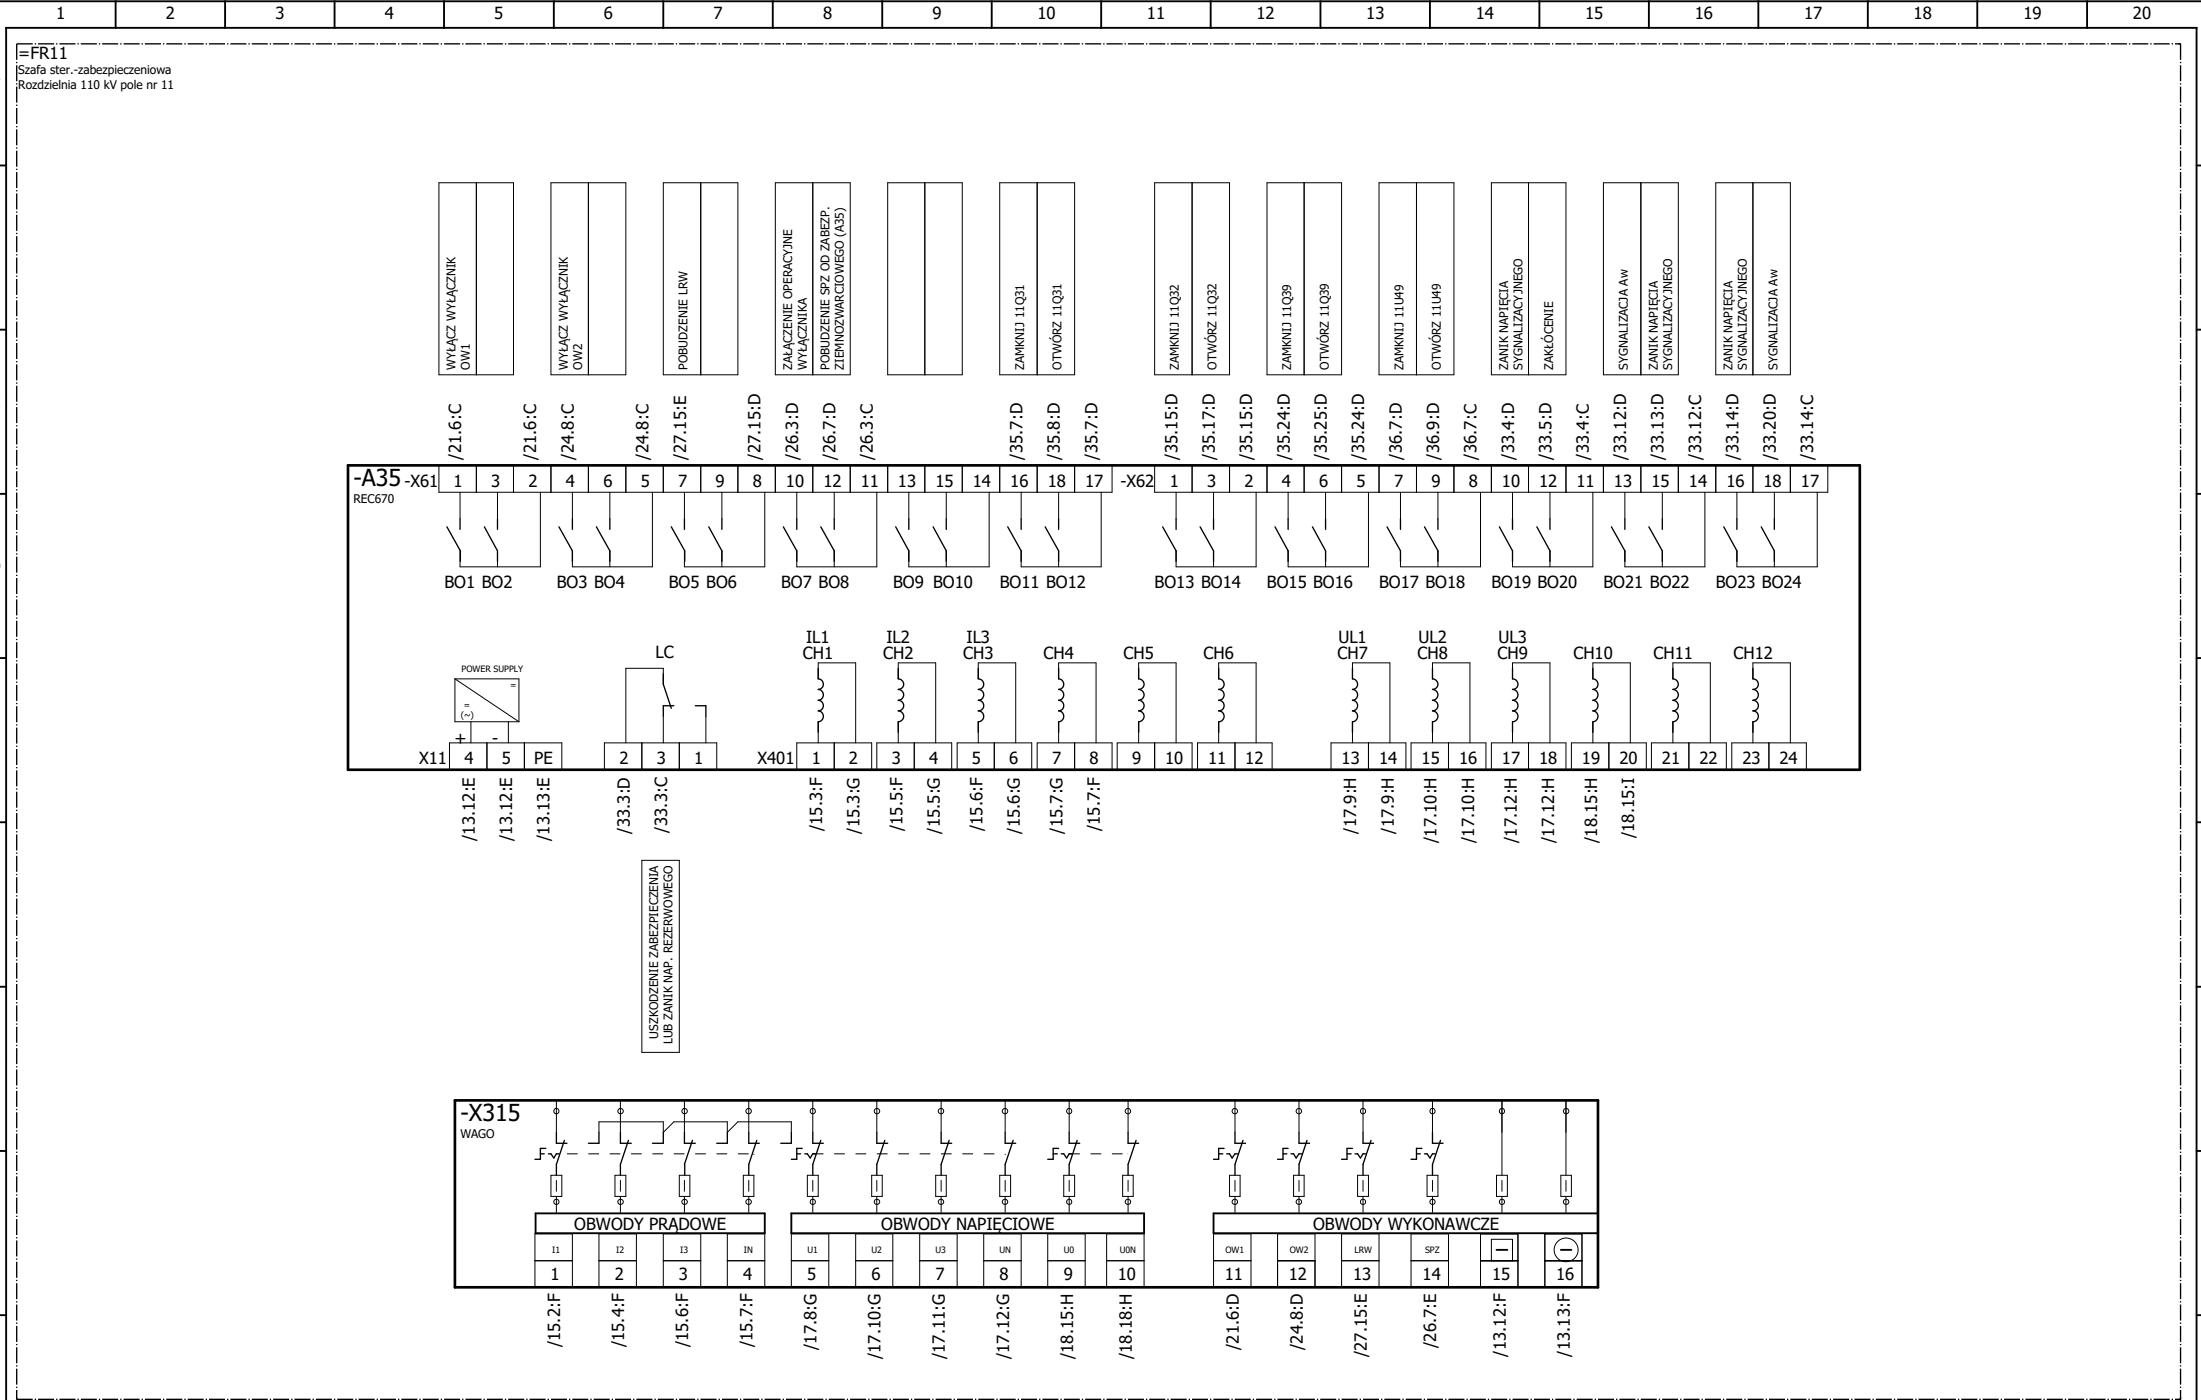 1 2 3 4 5 6 7 8 9 10 11 12 13 14 15 16 17 18 19 20
=FR11
Szafa ster.-zabezpieczeniowa
Rozdzielnia 110 kV pole nr 11
WYŁĄCZ WYŁĄCZNIK
OW1
WYŁĄCZ WYŁĄCZNIK
OW2
POBUDZENIE LRW
ZAŁĄCZENIE OPERACYJNE
WYŁĄCZNIKA
POBUDZENIE SPZ OD ZABEZP.
ZIEMNOZWARCIOWEGO (A35)
ZAMKNIJ 11Q31
OTWÓRZ 11Q31
ZAMKNIJ 11Q32
OTWÓRZ 11Q32
ZAMKNIJ 11Q39
OTWÓRZ 11Q39
ZAMKNIJ 11U49
OTWÓRZ 11U49
ZANIK NAPIĘCIA
SYGNALIZACYJNEGO
ZAKŁÓCENIE
SYGNALIZACJA Aw
ZANIK NAPIĘCIA
SYGNALIZACYJNEGO
ZANIK NAPIĘCIA
SYGNALIZACYJNEGO
SYGNALIZACJA Aw
/21.6:C
/21.6:C
/24.8:C
/24.8:C
/27.15:E
/27.15:D
/26.3:D
/26.7:D
/26.3:C
/35.7:D
/35.8:D
/35.7:D
/35.15:D
/35.17:D
/35.15:D
/35.24:D
/35.25:D
/35.24:D
/36.7:D
/36.9:D
/36.7:C
/33.4:D
/33.5:D
/33.4:C
/33.12:D
/33.13:D
/33.12:C
/33.14:D
/33.20:D
/33.14:C
-A35 -X61 1 3 2 4 6 5 7 9 8 10 12 11 13 15 14 16 18 17 -X62 1 3 2 4 6 5 7 9 8 10 12 11 13 15 14 16 18 17
REC670
BO1 BO2 BO3 BO4 BO5 BO6 BO7 BO8 BO9 BO10 BO11 BO12 BO13 BO14 BO15 BO16 BO17 BO18 BO19 BO20 BO21 BO22 BO23 BO24
IL1 IL2 IL3 UL1 UL2 UL3
LC CH1 CH2 CH3 CH4 CH5 CH6 CH7 CH8 CH9 CH10 CH11 CH12
POWER SUPPLY
=
=
(~)
+ -
X11 4 5 PE 2 3 1 X401 1 2 3 4 5 6 7 8 9 10 11 12 13 14 15 16 17 18 19 20 21 22 23 24
/13.12:E
/13.12:E
/13.13:E
/33.3:D
/33.3:C
/15.3:F
/15.3:G
/15.5:F
/15.5:G
/15.6:F
/15.6:G
/15.7:G
/15.7:F
/17.9:H
/17.9:H
/17.10:H
/17.10:H
/17.12:H
/17.12:H
/18.15:H
/18.15:I
USZKODZENIE ZABEZPIECZENIA
LUB ZANIK NAP. REZERWOWEGO
-X315
WAGO
OBWODY PRĄDOWE OBWODY NAPIĘCIOWE OBWODY WYKONAWCZE
I1 I2 I3 IN U1 U2 U3 UN U0 U0N OW1 OW2 LRW SPZ
1 2 3 4 5 6 7 8 9 10 11 12 13 14 15 16
/15.2:F
/15.4:F
/15.6:F
/15.7:F
/17.8:G
/17.10:G
/17.11:G
/17.12:G
/18.15:H
/18.18:H
/21.6:D
/24.8:D
/27.15:E
/26.7:E
/13.12:F
/13.13:F